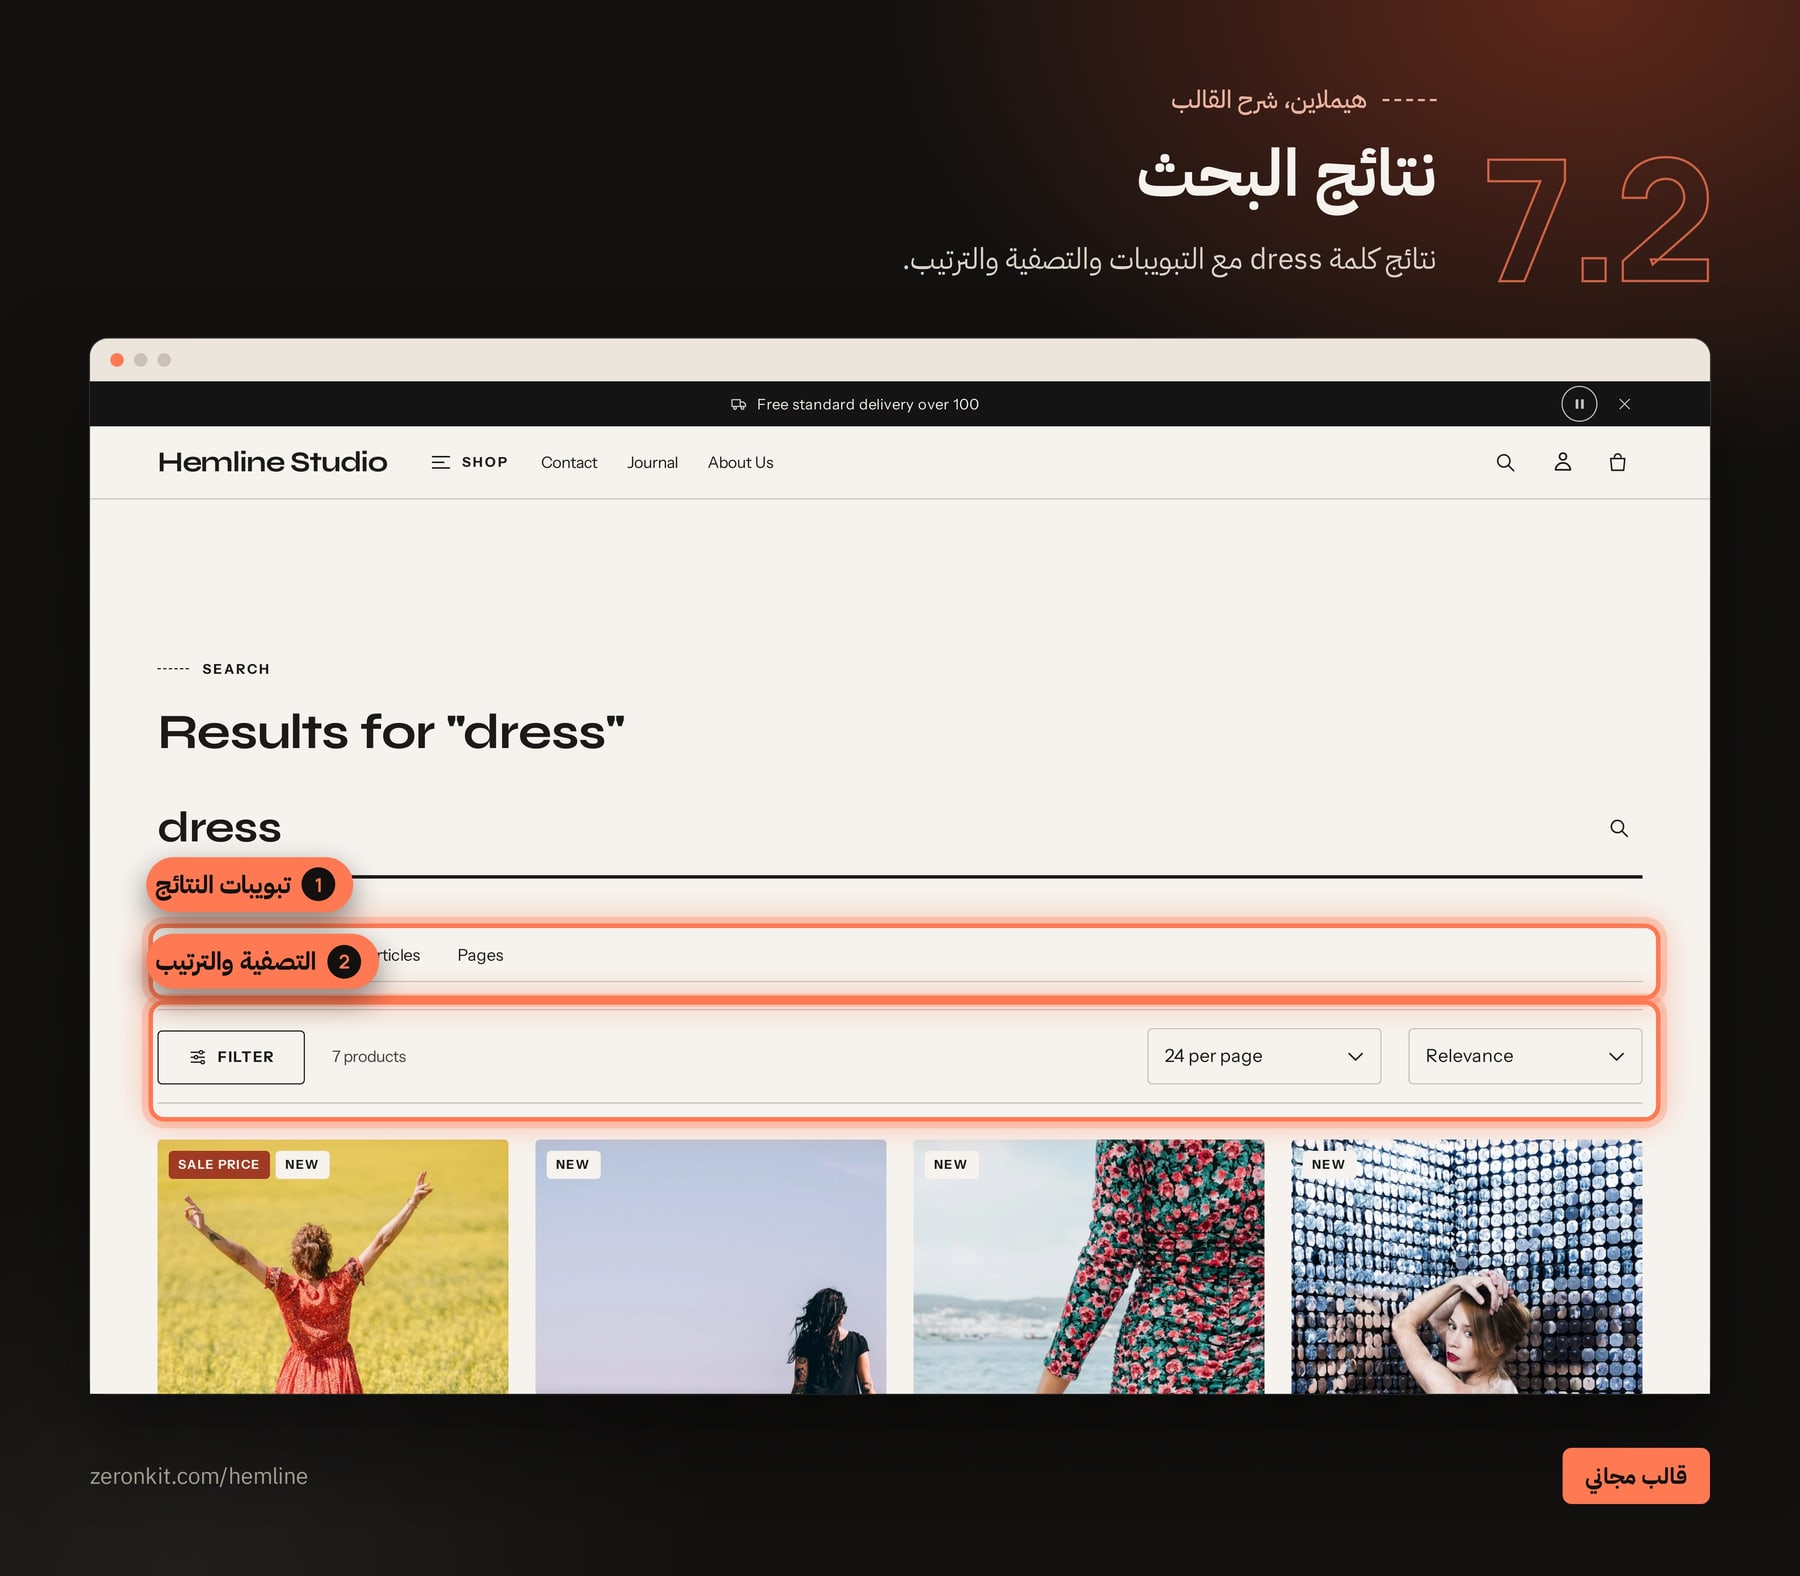 هيملاين، شرح القالب
7.2
نتائج البحث
نتائج كلمة dress مع التبويبات والتصفية والترتيب.
Free standard delivery over 100
Hemline Studio
SHOP Contact Journal About Us
SEARCH
Results for "dress"
dress
1 تبويبات النتائج
2 التصفية والترتيب
Pages
FILTER 7 products 24 per page Relevance
SALE PRICE NEW NEW NEW NEW
zeronkit.com/hemline
قالب مجاني